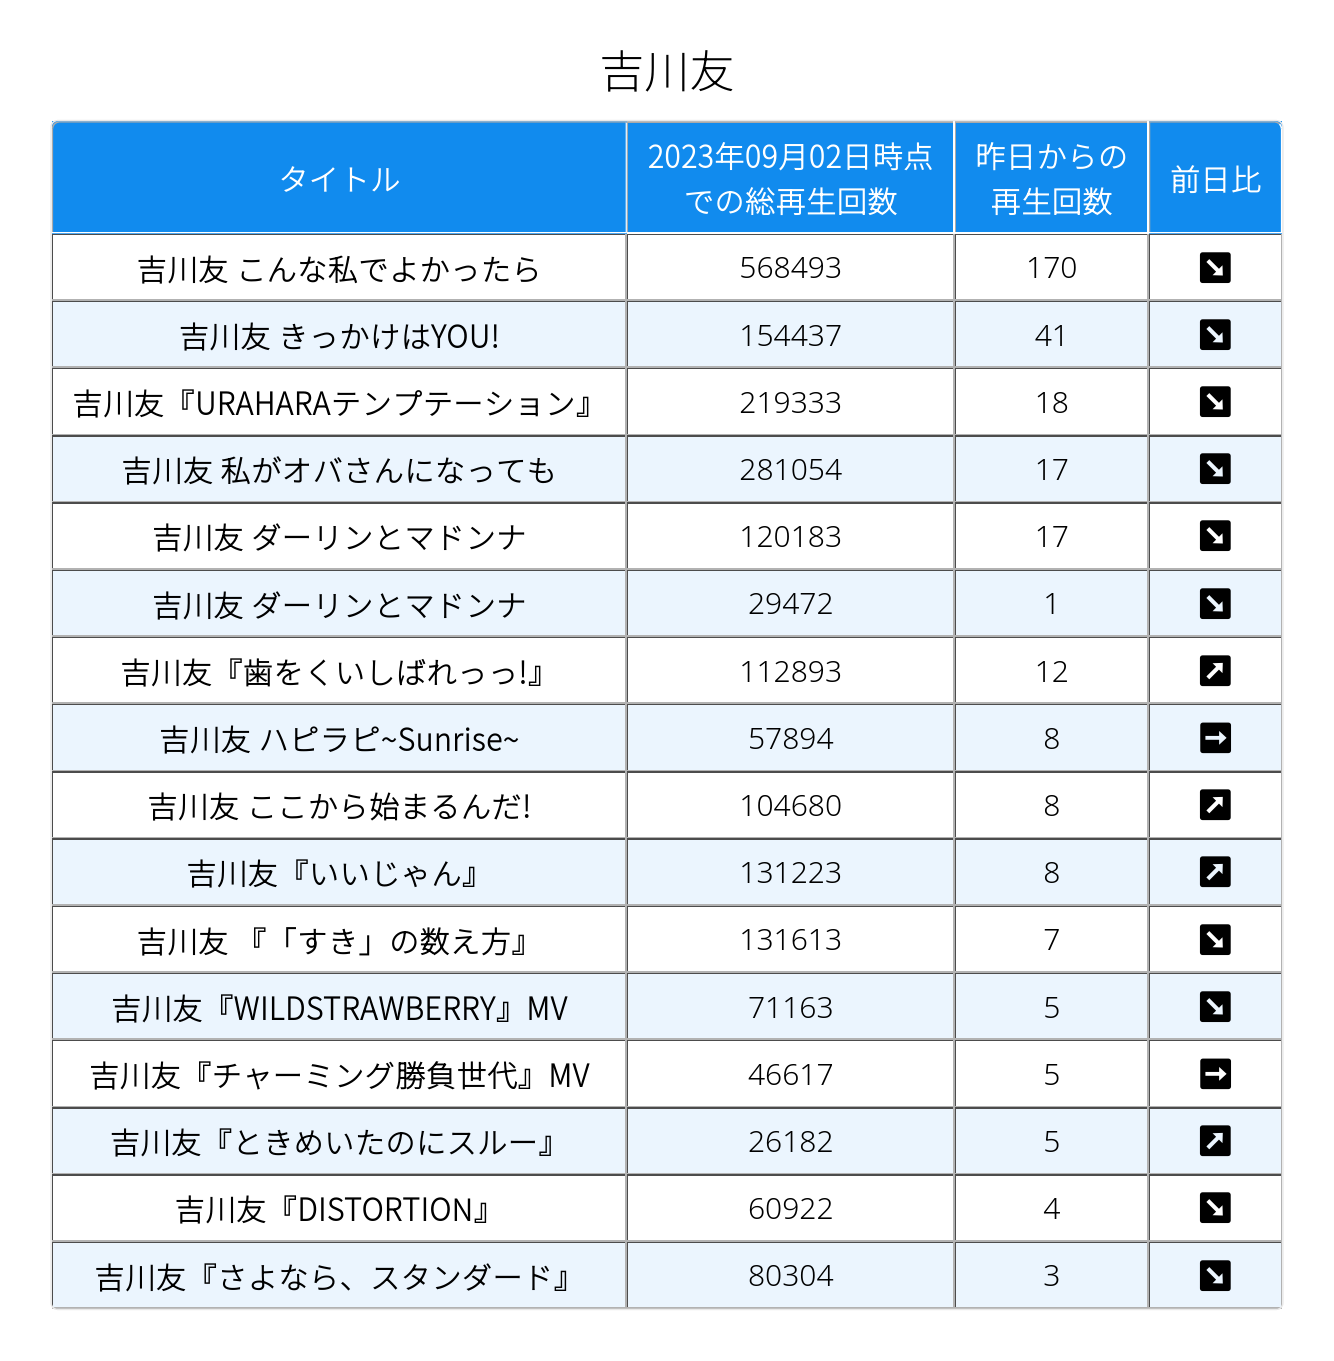 吉川友
タイトル
2023年09月02日時点
での総再生回数
昨日からの
再生回数
前日比
吉川友 こんな私でよかったら 568493 170 ↘
吉川友 きっかけはYOU! 154437 41 ↘
吉川友『URAHARAテンプテーション』 219333 18 ↘
吉川友 私がオバさんになっても 281054 17 ↘
吉川友 ダーリンとマドンナ 120183 17 ↘
吉川友 ダーリンとマドンナ 29472 1 ↘
吉川友『歯をくいしばれっっ!』 112893 12 ↗
吉川友 ハピラピ~Sunrise~ 57894 8 →
吉川友 ここから始まるんだ! 104680 8 ↗
吉川友『いいじゃん』 131223 8 ↗
吉川友 『「すき」の数え方』 131613 7 ↘
吉川友『WILDSTRAWBERRY』MV 71163 5 ↘
吉川友『チャーミング勝負世代』MV 46617 5 →
吉川友『ときめいたのにスルー』 26182 5 ↗
吉川友『DISTORTION』 60922 4 ↘
吉川友『さよなら、スタンダード』 80304 3 ↘